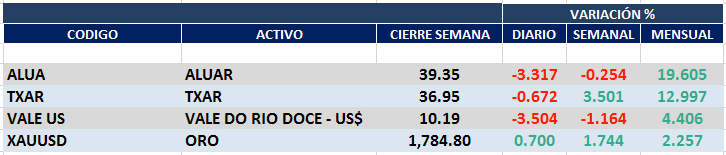 VARIACIÓN %
CODIGO ACTIVO CIERRE SEMANA DIARIO SEMANAL MENSUAL
ALUA ALUAR 39.35 -3.317 -0.254 19.605
TXAR TXAR 36.95 -0.672 3.501 12.997
VALE US VALE DO RIO DOCE - US$ 10.19 -3.504 -1.164 4.406
XAUUSD ORO 1,784.80 0.700 1.744 2.257